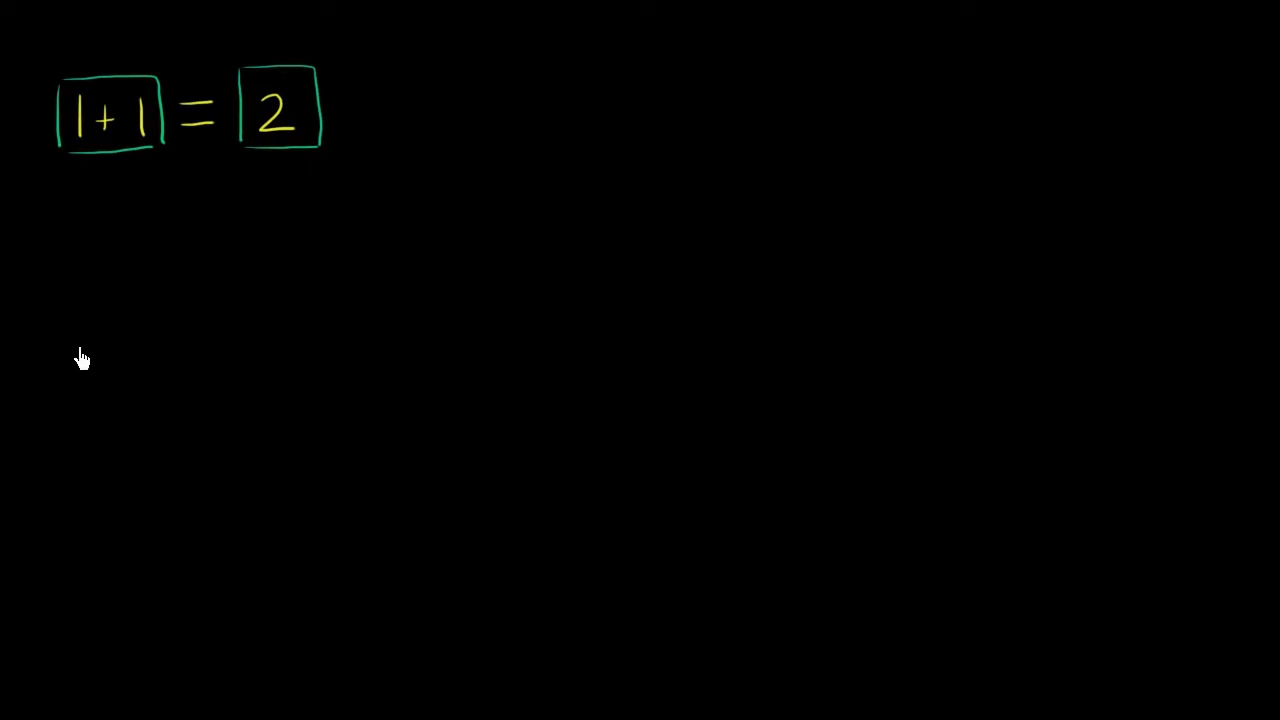 1 + 1 = 2